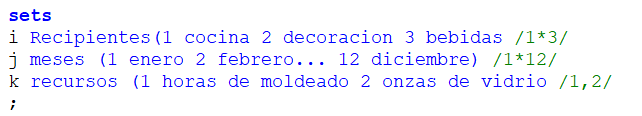 sets
i Recipientes(1 cocina 2 decoracion 3 bebidas /1*3/
j meses (1 enero 2 febrero... 12 diciembre) /1*12/
k recursos (1 horas de moldeado 2 onzas de vidrio /1,2/
;